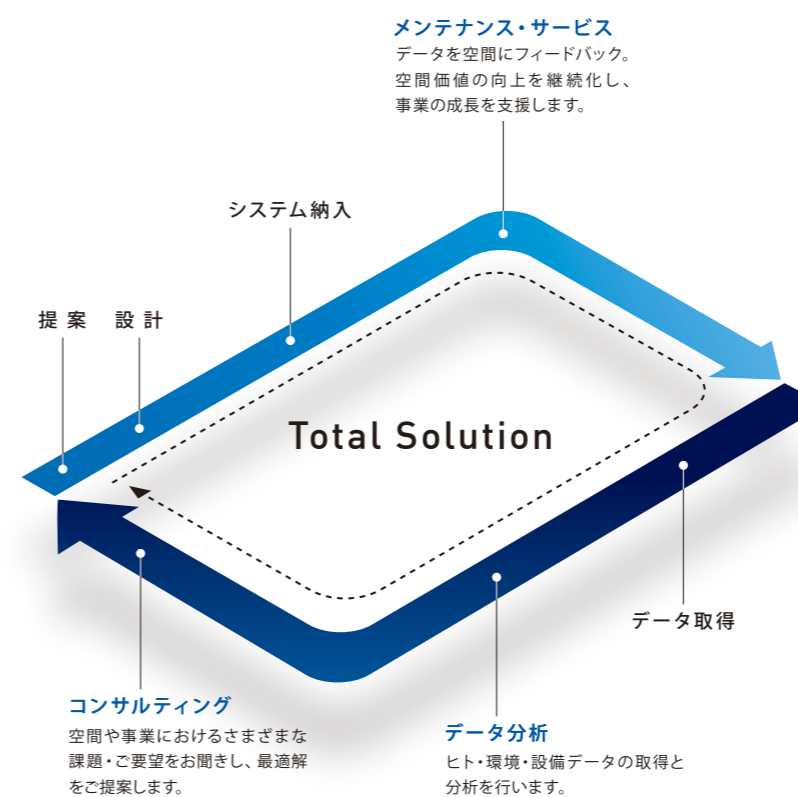 メンテナンス・サービス
データを空間にフィードバック。
空間価値の向上を継続化し、
事業の成長を支援します。
システム納入
提案 設計
Total Solution
データ取得
コンサルティング
空間や事業におけるさまざまな
課題・ご要望をお聞きし、最適解
をご提案します。
データ分析
ヒト・環境・設備データの取得と
分析を行います。